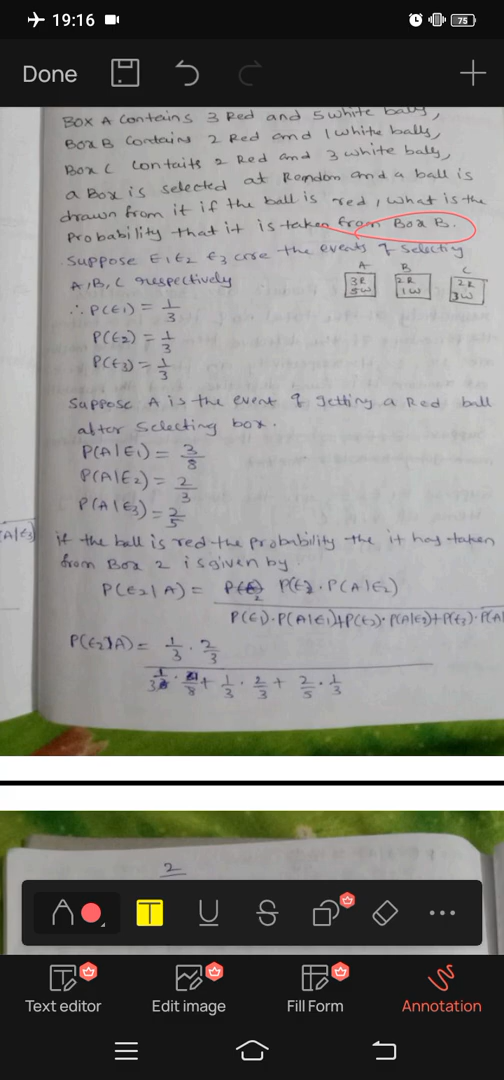 19:16
75
Done
BOX A contains 3 Red and 5 white balls,
Box B contains 2 Red and 1 white balls,
Box C contaits 2 Red and 3 white balls,
a Box is selected at Random and a ball is
drawn from it if the ball is red, what is the
Probability that it is taken from Box B.
Suppose E1 E2 E3 are the events of Selecting
A, B, C respectively
A B C
3R 2R 2R
5W 1W 3W
∴ P(E1) = 1/3
P(E2) = 1/3
P(E3) = 1/3
Suppose A is the event of getting a Red ball
after selecting box.
P(A|E1) = 3/8
P(A|E2) = 2/3
P(A|E3) = 2/5
(A|E3)
if the ball is red the probability the it has taken
from Box 2 is given by
P(E2|A) = P(E2) · P(A|E2)
P(E1)·P(A|E1)+P(E2)·P(A|E2)+P(E3)·P(A
P(E2|A) = 1/3 · 2/3
+ 1/3 · 2/3 + 2/5 · 1/3
2
T
U
S
Text editor
Edit image
Fill Form
Annotation